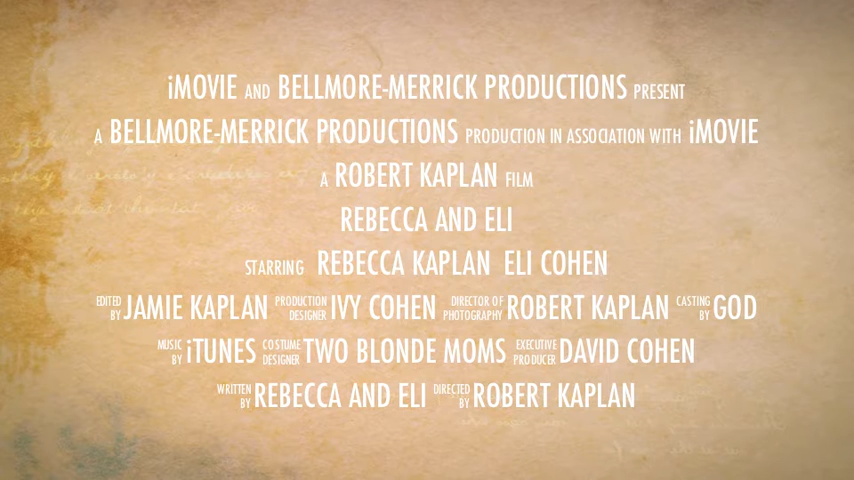 iMOVIE AND BELLMORE-MERRICK PRODUCTIONS PRESENT
A BELLMORE-MERRICK PRODUCTIONS PRODUCTION IN ASSOCIATION WITH iMOVIE
A ROBERT KAPLAN FILM
REBECCA AND ELI
STARRING REBECCA KAPLAN ELI COHEN
EDITED BY JAMIE KAPLAN PRODUCTION DESIGNER IVY COHEN DIRECTOR OF PHOTOGRAPHY ROBERT KAPLAN CASTING BY GOD
MUSIC BY iTUNES COSTUME DESIGNER TWO BLONDE MOMS EXECUTIVE PRODUCER DAVID COHEN
WRITTEN BY REBECCA AND ELI DIRECTED BY ROBERT KAPLAN